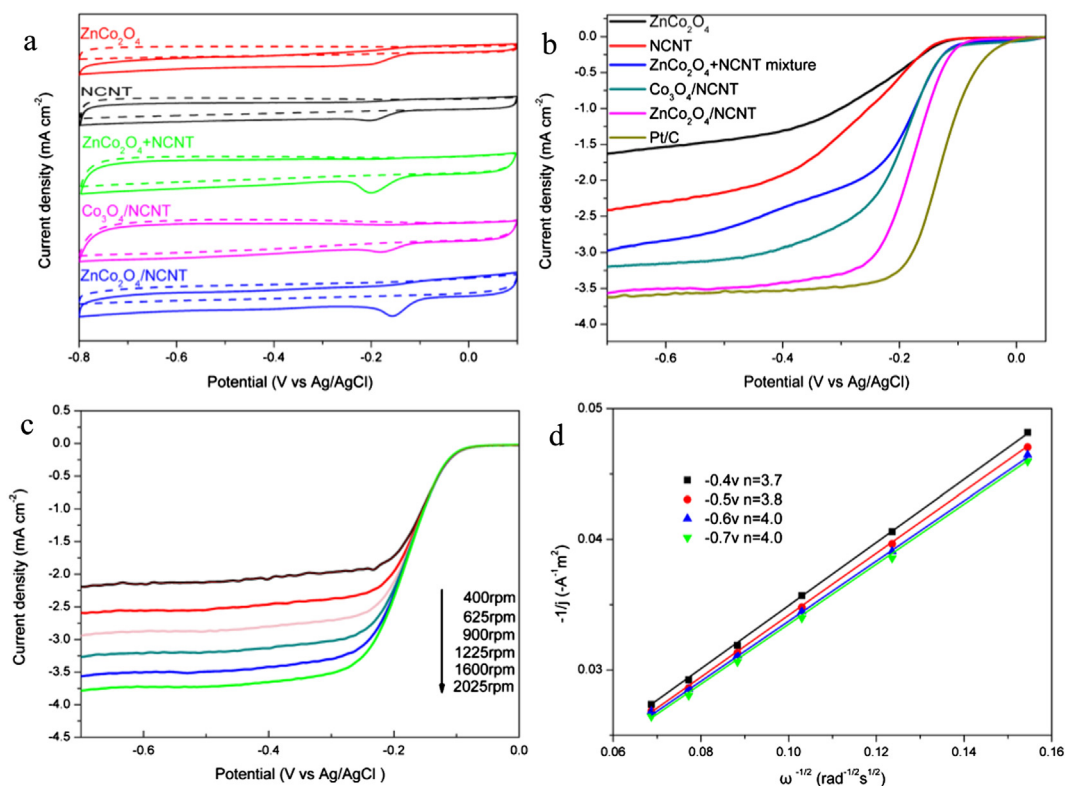 a
ZnCo₂O₄
NCNT
ZnCo₂O₄+NCNT
Co₃O₄/NCNT
ZnCo₂O₄/NCNT
Current density (mA cm⁻²)
-0.8 -0.6 -0.4 -0.2 0.0
Potential (V vs Ag/AgCl)
b
ZnCo₂O₄
NCNT
ZnCo₂O₄+NCNT mixture
Co₃O₄/NCNT
ZnCo₂O₄/NCNT
Pt/C
Current density (mA cm⁻²)
0.0
-0.5
-1.0
-1.5
-2.0
-2.5
-3.0
-3.5
-4.0
-0.6 -0.4 -0.2 0.0
Potential (V vs Ag/AgCl)
c
Current density (mA cm⁻²)
0.5
0.0
-0.5
-1.0
-1.5
-2.0
-2.5
-3.0
-3.5
-4.0
-4.5
400rpm
625rpm
900rpm
1225rpm
1600rpm
2025rpm
-0.6 -0.4 -0.2 0.0
Potential (V vs Ag/AgCl )
d
-0.4v n=3.7
-0.5v n=3.8
-0.6v n=4.0
-0.7v n=4.0
-1/j (-A⁻¹m²)
0.05
0.04
0.03
0.06 0.08 0.10 0.12 0.14 0.16
ω ⁻¹/² (rad⁻¹/²s¹/²)